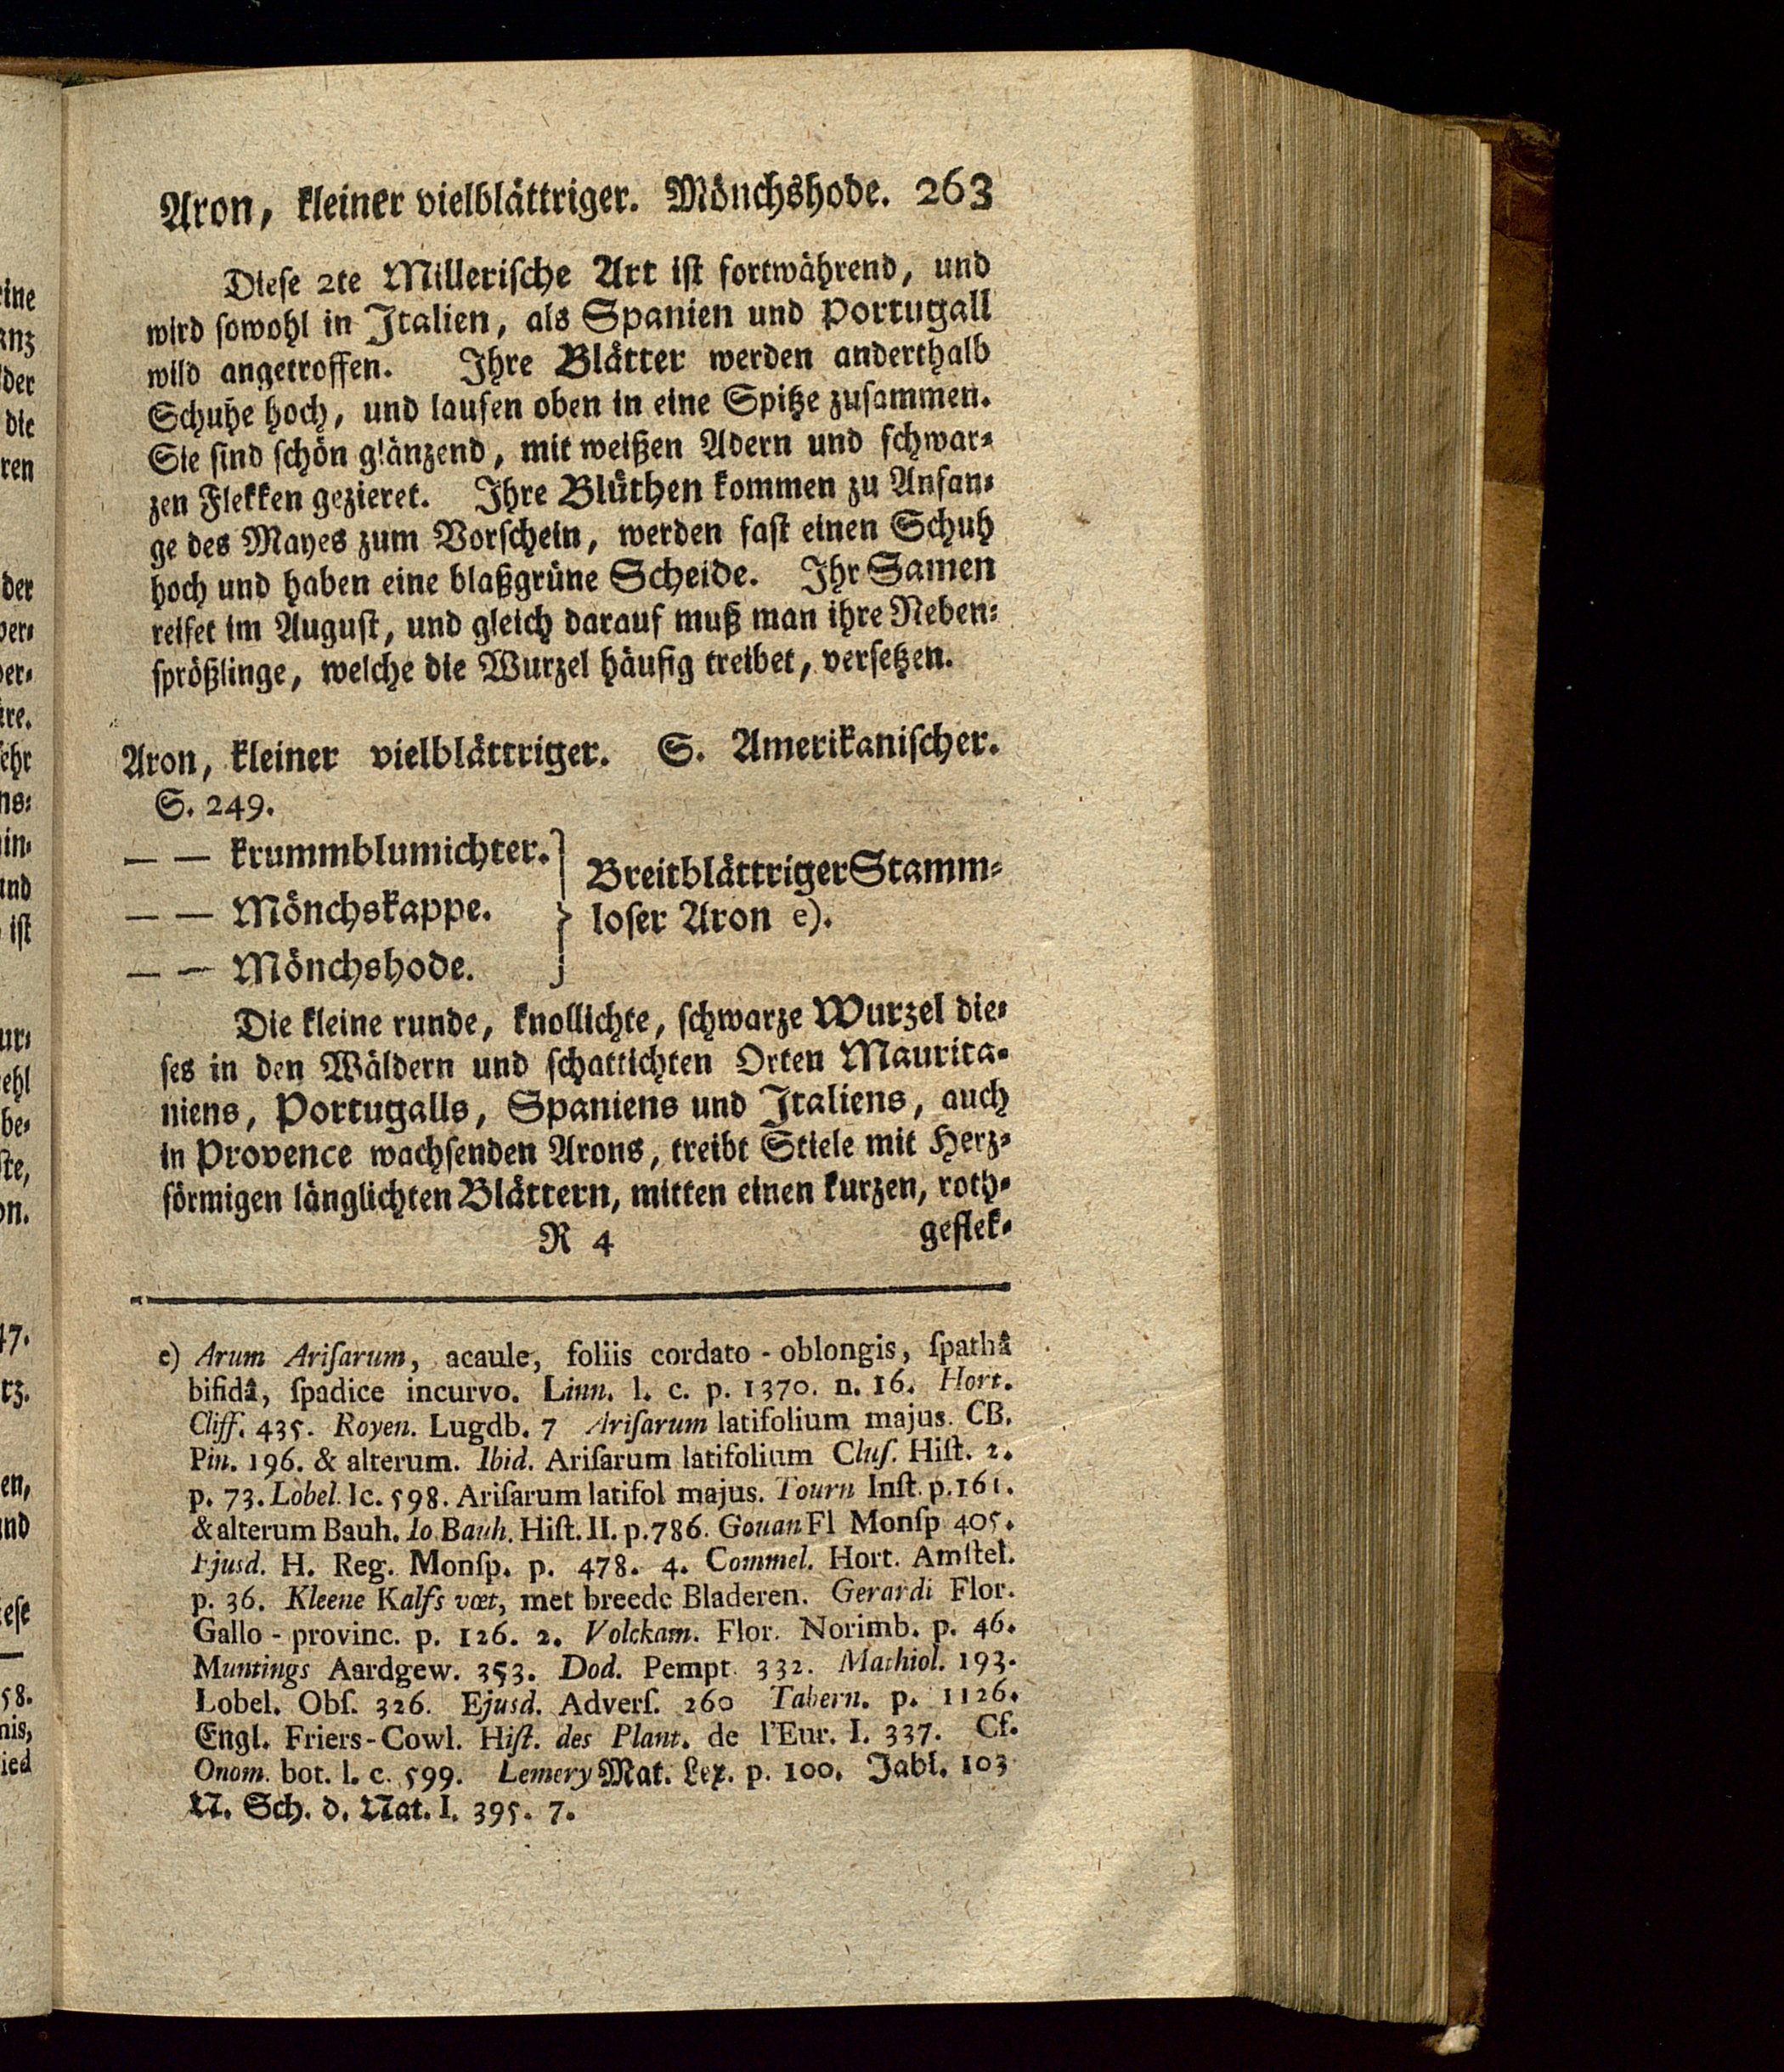 Aron, kleiner vielblättriger. Mönchshode. 263
Diese 2te Millerische Art ist fortwährend, und
wird sowohl in Italien, als Spanien und Portugall
wild angetroffen. Ihre Blätter werden anderthalb
Schuhe hoch, und laufen oben in eine Spitze zusammen.
Sie sind schön glänzend, mit weißen Adern und schwar-
zen Flekken gezieret. Ihre Blüthen kommen zu Anfan-
ge des Mayes zum Vorschein, werden fast einen Schuh
hoch und haben eine blaßgrüne Scheide. Ihr Samen
reifet im August, und gleich darauf muß man ihre Neben-
sprößlinge, welche die Wurzel häufig treibet, versetzen.
Aron, kleiner vielblättriger. S. Amerikanischer.
S. 249.
— — krummblumichter.
— — Mönchskappe.
— — Mönchshode.
Breitblättriger Stamm-
loser Aron e).
Die kleine runde, knollichte, schwarze Wurzel die-
ses in den Wäldern und schattichten Orten Maurita-
niens, Portugalls, Spaniens und Italiens, auch
in Provence wachsenden Arons, treibt Stiele mit Herz-
förmigen länglichten Blättern, mitten einen kurzen, roth-
R 4 geflek-
e) Arum Ariſarum, acaule, foliis cordato - oblongis, ſpathâ
bifidâ, ſpadice incurvo. Linn. l. c. p. 1370. n. 16. Hort.
Cliff. 435. Royen. Lugdb. 7 Ariſarum latifolium majus. CB.
Pin. 196. & alterum. Ibid. Ariſarum latifolium Cluſ. Hiſt. 2.
p. 73. Lobel. Ic. 598. Ariſarum latifol majus. Tourn Inſt. p. 161.
& alterum Bauh. Io Bauh. Hiſt. II. p. 786. Gouan Fl Monſp 405.
Ejusd. H. Reg. Monſp. p. 478. 4. Commel. Hort. Amſtel.
p. 36. Kleene Kalfs vœt, met breede Bladeren. Gerardi Flor.
Gallo - provinc. p. 126. 2. Volckam. Flor. Norimb. p. 46.
Muntings Aardgew. 353. Dod. Pempt. 332. Mathiol. 193.
Lobel. Obſ. 326. Ejusd. Adverſ. 260 Tabern. p. 1126.
Engl. Friers-Cowl. Hiſt. des Plant. de l'Eur. I. 337. Cf.
Onom. bot. l. c. 599. Lemery Mat. Lex. p. 100. Jabl. 103
N. Sch. d. Nat. I. 395. 7.